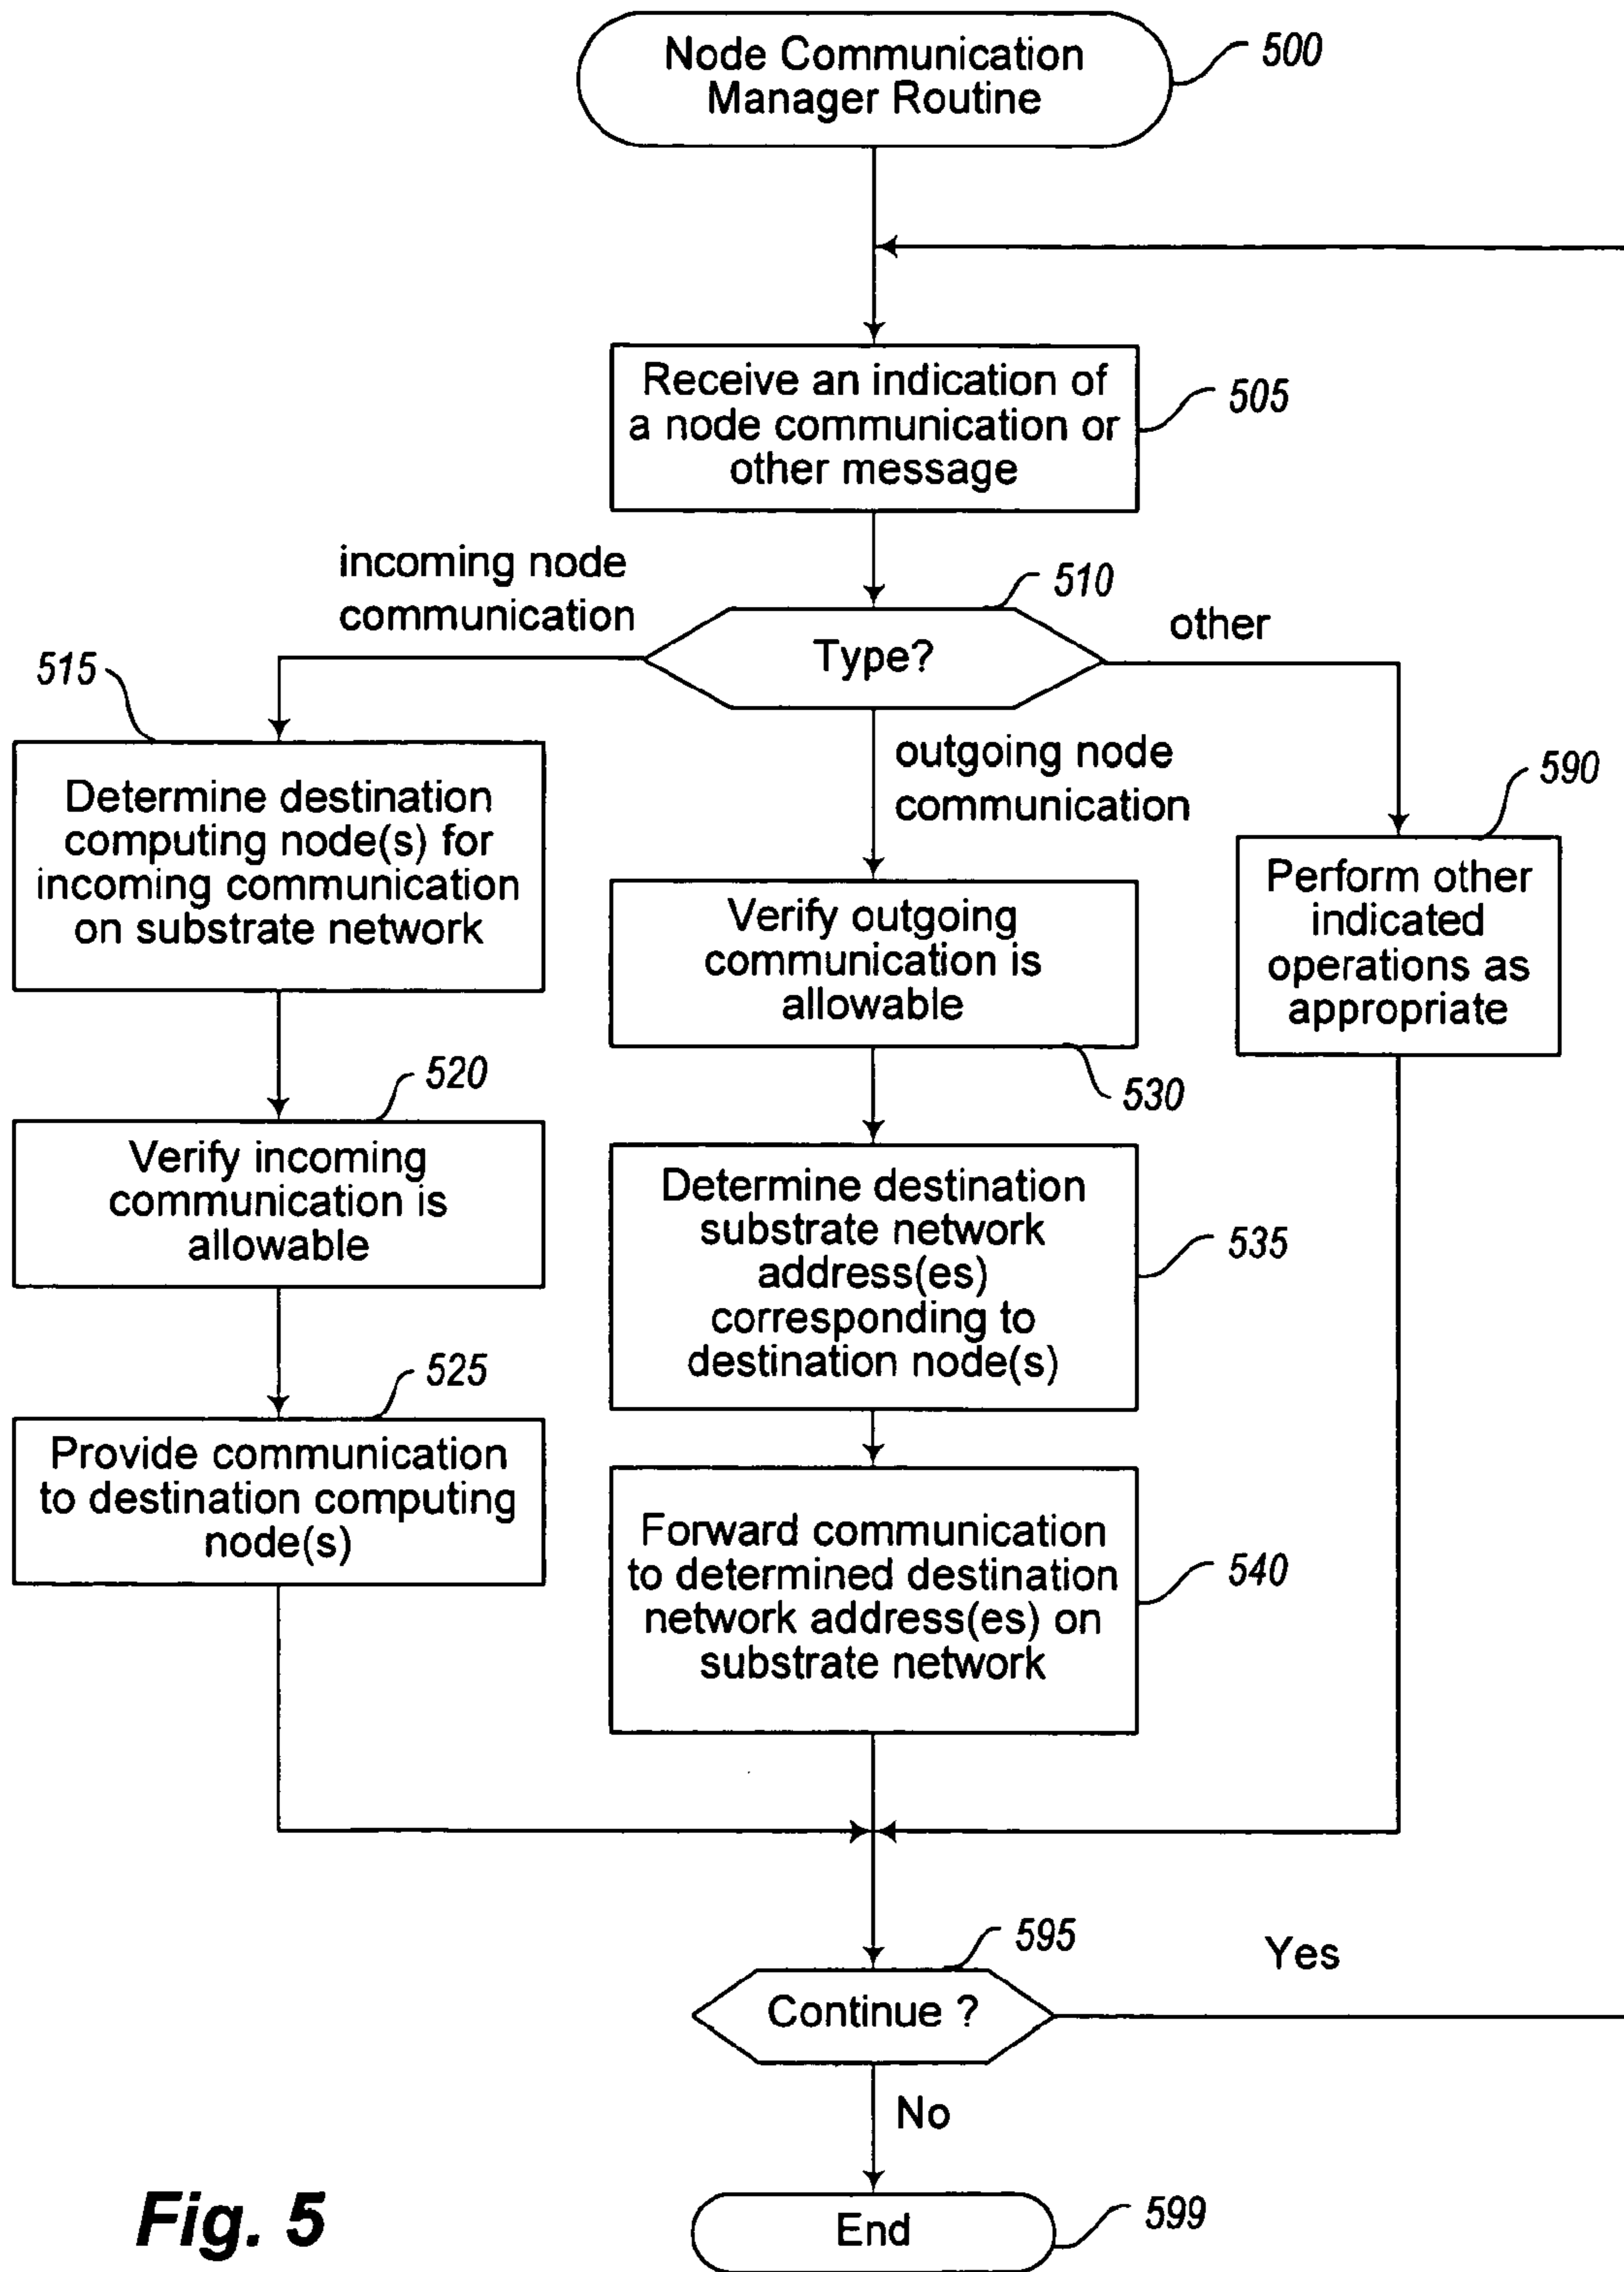 Node Communication
Manager Routine
500
Receive an indication of
a node communication or
other message
505
incoming node
communication
510
Type?
other
515
Determine destination
computing node(s) for
incoming communication
on substrate network
outgoing node
communication
590
Perform other
indicated
operations as
appropriate
Verify outgoing
communication is
allowable
530
520
Verify incoming
communication is
allowable
Determine destination
substrate network
address(es)
corresponding to
destination node(s)
535
525
Provide communication
to destination computing
node(s)
Forward communication
to determined destination
network address(es) on
substrate network
540
595
Continue ?
Yes
No
End
599
Fig. 5